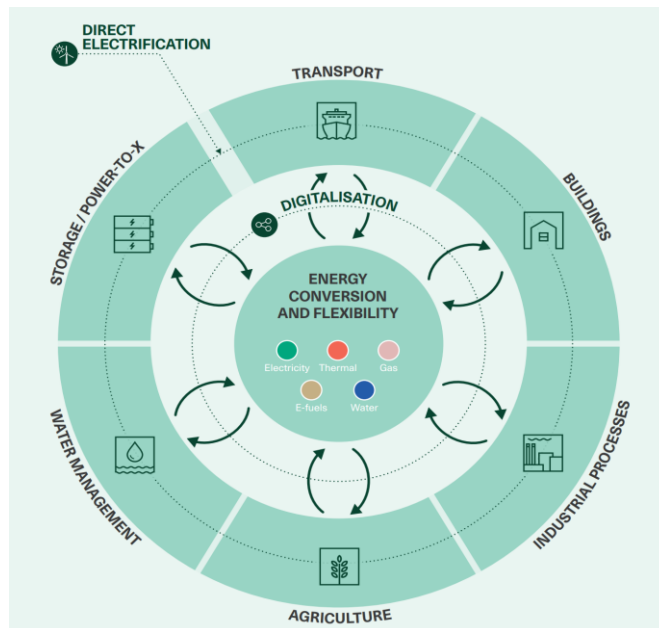 DIRECT
ELECTRIFICATION
TRANSPORT
STORAGE / POWER-TO-X
BUILDINGS
DIGITALISATION
ENERGY
CONVERSION
AND FLEXIBILITY
Electricity Thermal Gas
E-fuels Water
WATER MANAGEMENT
INDUSTRIAL PROCESSES
AGRICULTURE